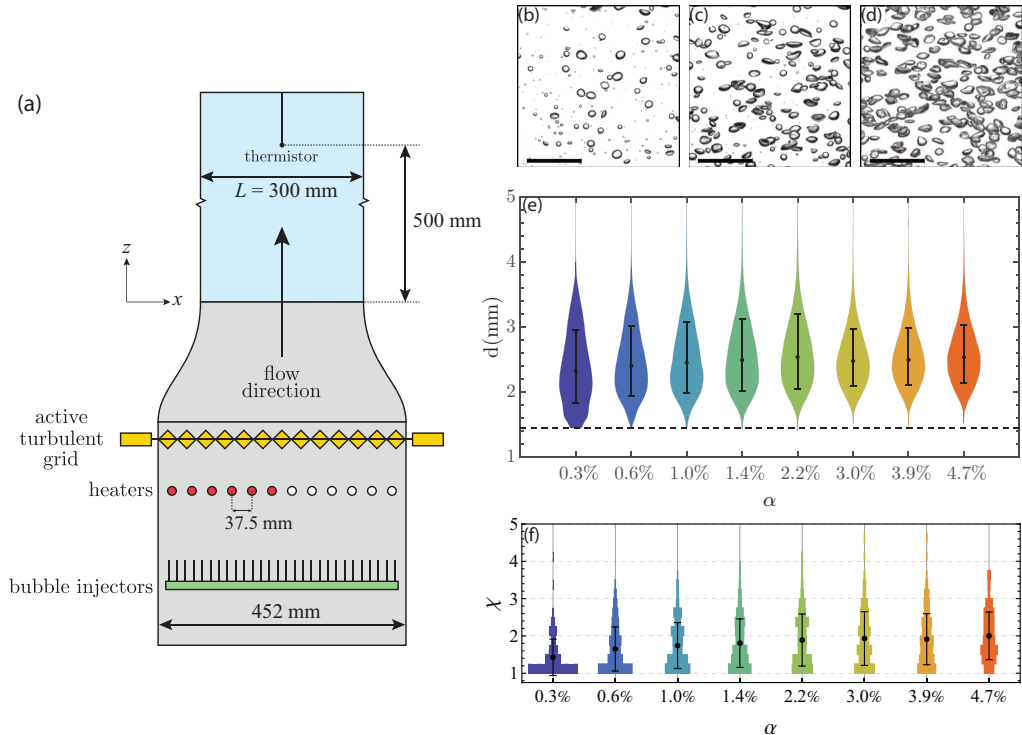 (a)
thermistor
L = 300 mm
500 mm
z
x
flow
direction
active
turbulent
grid
heaters
37.5 mm
bubble injectors
452 mm
(b)
(c)
(d)
(e)
5
4
3
2
1
d(mm)
0.3% 0.6% 1.0% 1.4% 2.2% 3.0% 3.9% 4.7%
α
(f)
5
4
3
2
1
χ
0.3% 0.6% 1.0% 1.4% 2.2% 3.0% 3.9% 4.7%
α